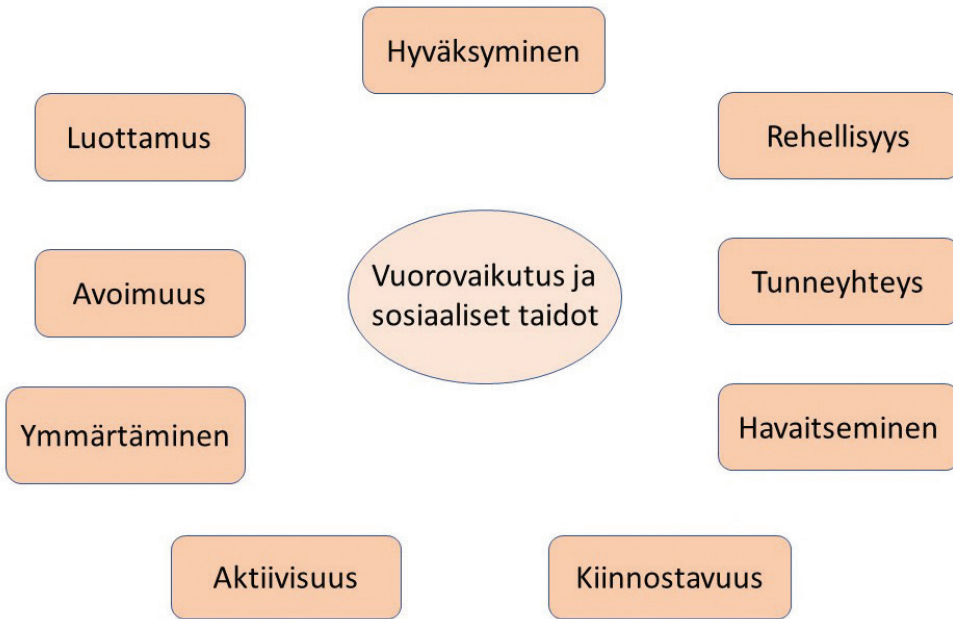 Hyväksyminen
Luottamus
Rehellisyys
Avoimuus
Vuorovaikutus ja
sosiaaliset taidot
Tunneyhteys
Ymmärtäminen
Havaitseminen
Aktiivisuus
Kiinnostavuus